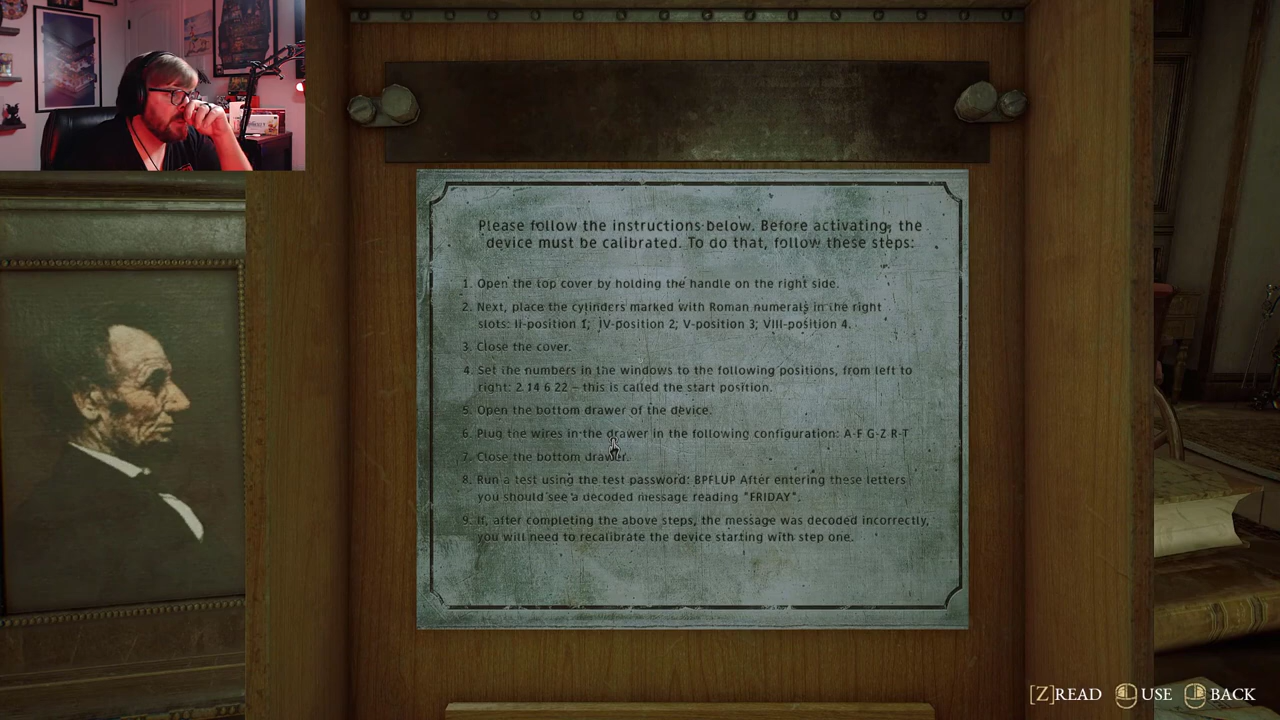 Please follow the instructions below. Before activating, the
device must be calibrated. To do that, follow these steps:
1. Open the top cover by holding the handle on the right side.
2. Next, place the cylinders marked with Roman numerals in the right
slots: II-position 1; IV-position 2; V-position 3; VIII-position 4.
3. Close the cover.
4. Set the numbers in the windows to the following positions, from left to
right: 2 14 6 22 – this is called the start position.
5. Open the bottom drawer of the device.
6. Plug the wires in the drawer in the following configuration: A-F G-Z R-T
7. Close the bottom drawer.
8. Run a test using the test password: BPFLUP After entering these letters
you should see a decoded message reading "FRIDAY".
9. If, after completing the above steps, the message was decoded incorrectly,
you will need to recalibrate the device starting with step one.
[Z]READ USE BACK